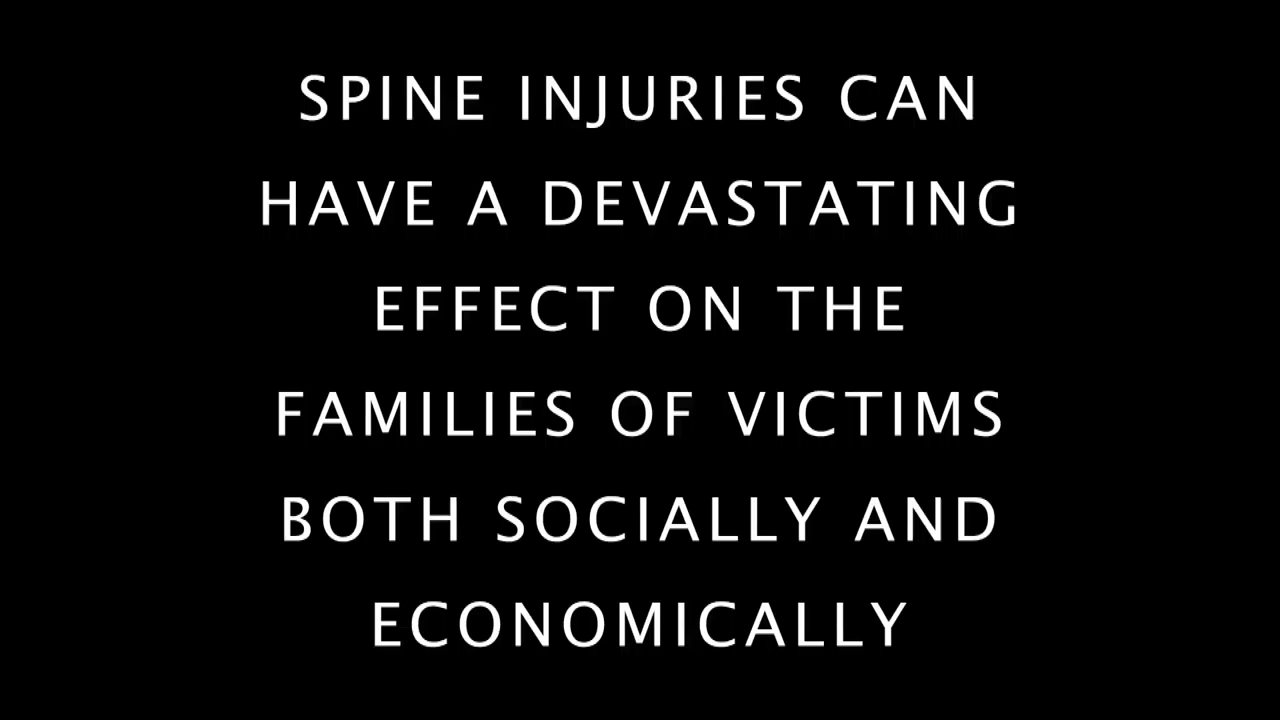 SPINE INJURIES CAN
HAVE A DEVASTATING
EFFECT ON THE
FAMILIES OF VICTIMS
BOTH SOCIALLY AND
ECONOMICALLY